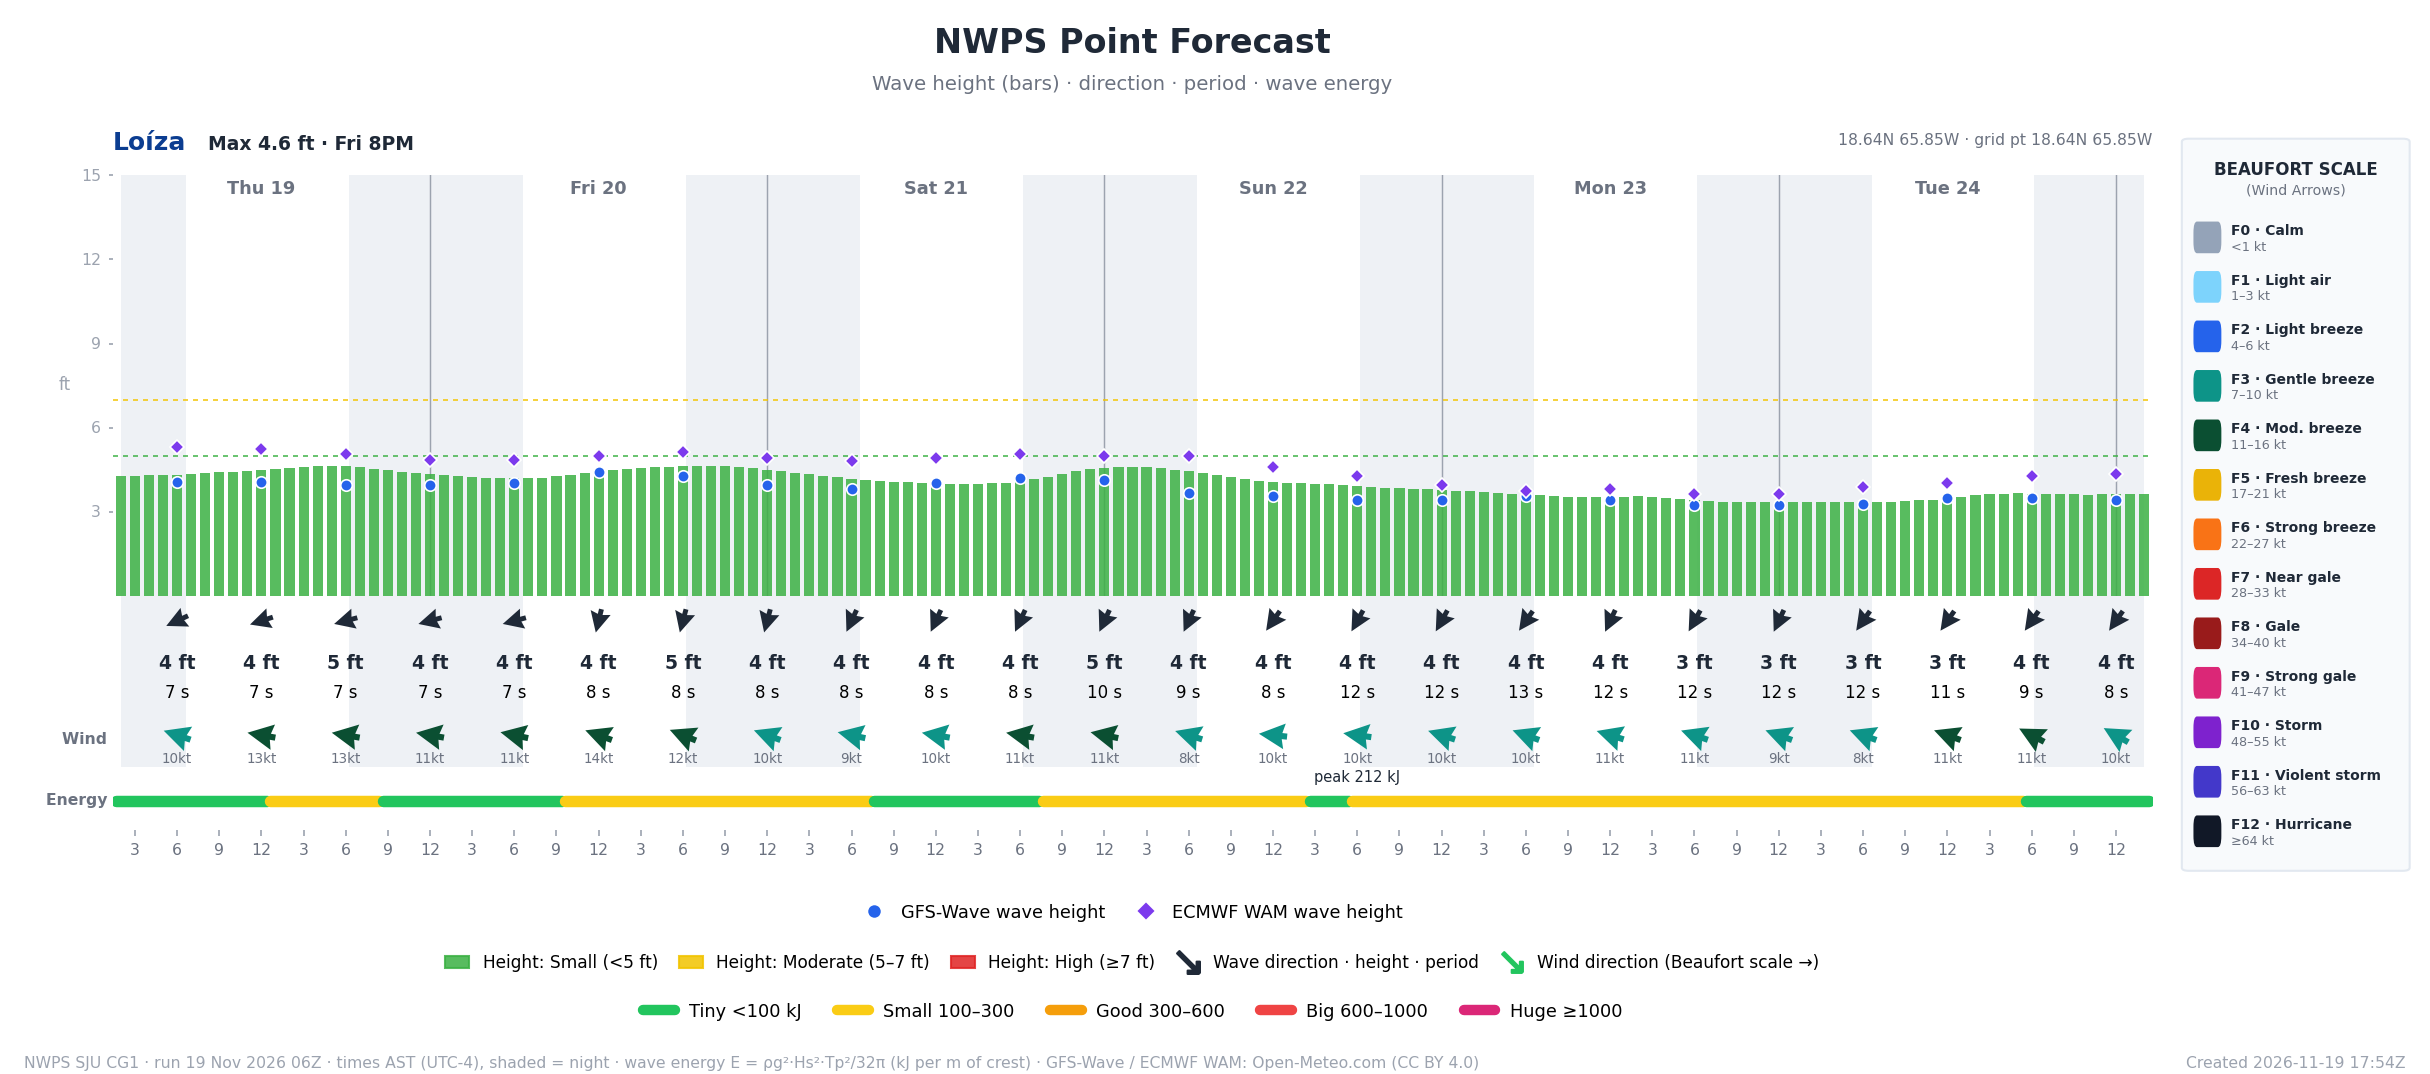 NWPS Point Forecast
Wave height (bars) · direction · period · wave energy
Loíza Max 4.6 ft · Fri 8PM
18.64N 65.85W · grid pt 18.64N 65.85W
Thu 19 Fri 20 Sat 21 Sun 22 Mon 23 Tue 24
15
12
9
ft
6
3
4 ft 4 ft 5 ft 4 ft 4 ft 4 ft 5 ft 4 ft 4 ft 4 ft 4 ft 5 ft 4 ft 4 ft 4 ft 4 ft 4 ft 4 ft 3 ft 3 ft 3 ft 3 ft 4 ft 4 ft
7 s 7 s 7 s 7 s 7 s 8 s 8 s 8 s 8 s 8 s 8 s 10 s 9 s 8 s 12 s 12 s 13 s 12 s 12 s 12 s 12 s 11 s 9 s 8 s
Wind
10kt 13kt 13kt 11kt 11kt 14kt 12kt 10kt 9kt 10kt 11kt 11kt 8kt 10kt 10kt 10kt 10kt 11kt 11kt 9kt 8kt 11kt 11kt 10kt
peak 212 kJ
Energy
3 6 9 12 3 6 9 12 3 6 9 12 3 6 9 12 3 6 9 12 3 6 9 12 3 6 9 12 3 6 9 12 3 6 9 12 3 6 9 12 3 6 9 12 3 6 9 12
BEAUFORT SCALE
(Wind Arrows)
F0 · Calm
<1 kt
F1 · Light air
1–3 kt
F2 · Light breeze
4–6 kt
F3 · Gentle breeze
7–10 kt
F4 · Mod. breeze
11–16 kt
F5 · Fresh breeze
17–21 kt
F6 · Strong breeze
22–27 kt
F7 · Near gale
28–33 kt
F8 · Gale
34–40 kt
F9 · Strong gale
41–47 kt
F10 · Storm
48–55 kt
F11 · Violent storm
56–63 kt
F12 · Hurricane
≥64 kt
GFS-Wave wave height ECMWF WAM wave height
Height: Small (<5 ft) Height: Moderate (5–7 ft) Height: High (≥7 ft) Wave direction · height · period Wind direction (Beaufort scale →)
Tiny <100 kJ Small 100–300 Good 300–600 Big 600–1000 Huge ≥1000
NWPS SJU CG1 · run 19 Nov 2026 06Z · times AST (UTC-4), shaded = night · wave energy E = ρg²·Hs²·Tp²/32π (kJ per m of crest) · GFS-Wave / ECMWF WAM: Open-Meteo.com (CC BY 4.0)
Created 2026-11-19 17:54Z